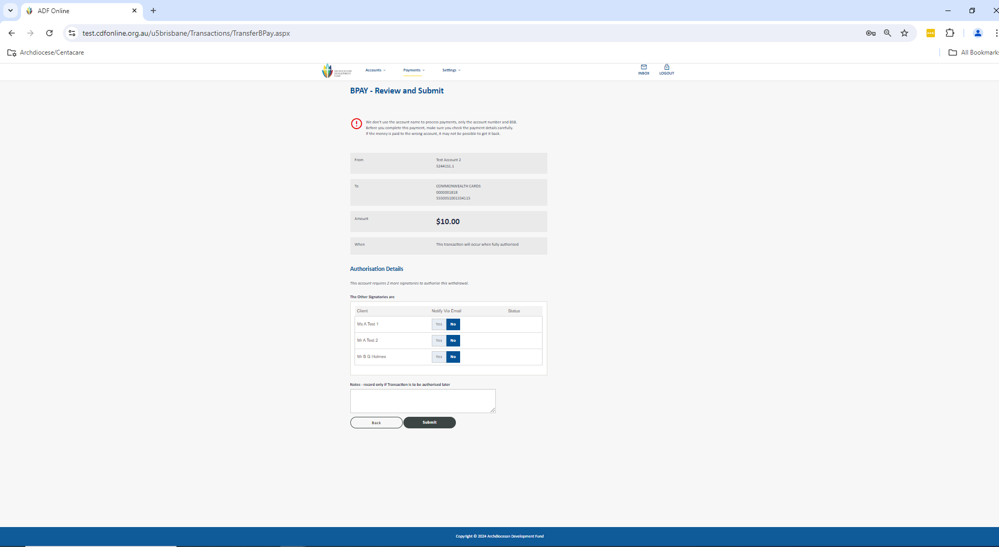 ADF Online
test.cdfonline.org.au/u5brisbane/Transactions/TransferBPay.aspx
Archdiocese/Centacare
All Bookmarks
ARCHDIOCESAN
DEVELOPMENT
FUND
Accounts
Payments
Settings
INBOX
LOGOUT
BPAY - Review and Submit
We don't use the account name to process payments, only the account number and BSB.
Before you complete this payment, make sure you check the payment details carefully.
If the money is paid to the wrong account, it may not be possible to get it back.
From
Test Account 2
524415S1.1
To
COMMONWEALTH CARDS
0000001818
5550051001334115
Amount
$10.00
When
This transaction will occur when fully authorised
Authorisation Details
This account requires 2 more signatories to authorise this withdrawal.
The Other Signatories are
Client Notify Via Email Status
Ms A Test 1 Yes No
Mr A Test 2 Yes No
Mr B G Holmes Yes No
Notes - record only if Transaction is to be authorised later
Back Submit
Copyright © 2024 Archdiocesan Development Fund